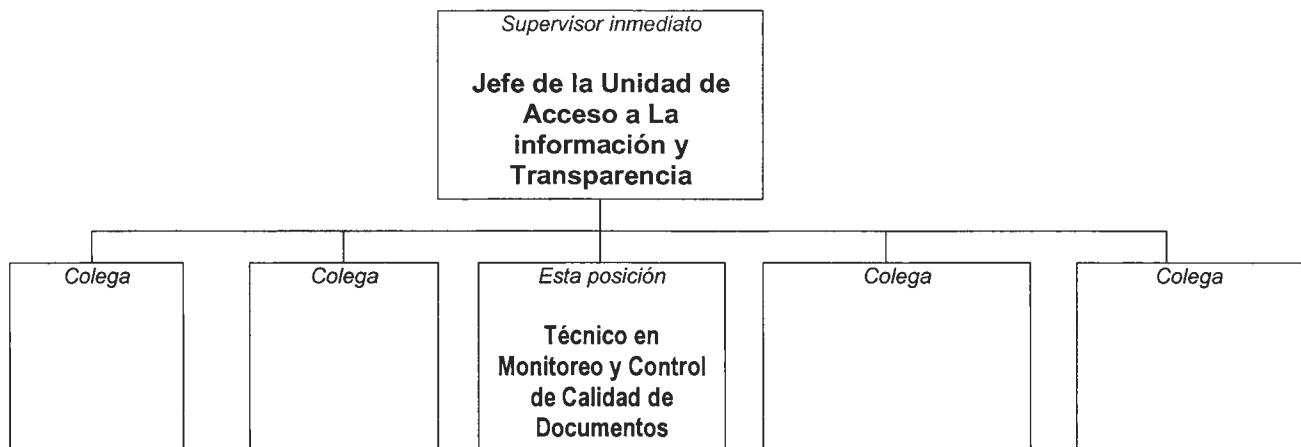 Supervisor inmediato
Jefe de la Unidad de
Acceso a La
información y
Transparencia
Colega
Colega
Esta posición
Técnico en
Monitoreo y Control
de Calidad de
Documentos
Colega
Colega